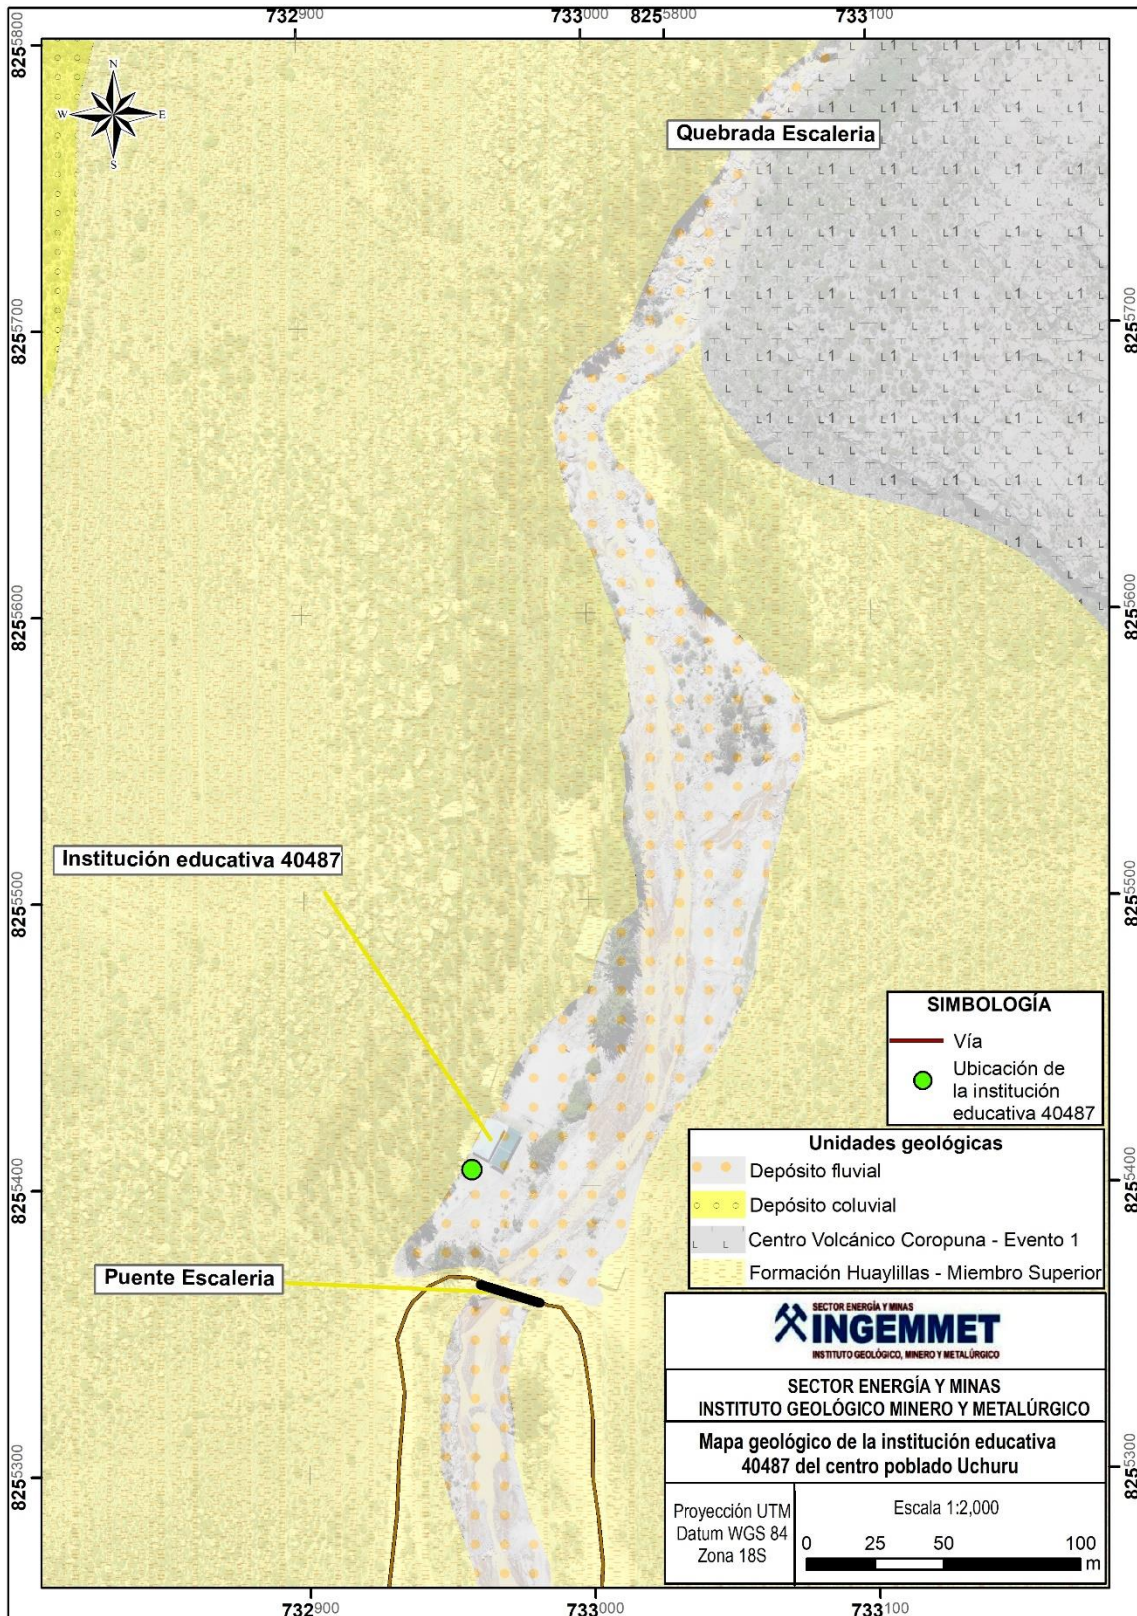 732900 733000 8255800 733100
8255800
N
W E
S
Quebrada Escaleria
8255700 8255700
8255600 8255600
Institución educativa 40487
8255500 8255500
SIMBOLOGÍA
Vía
Ubicación de
la institución
educativa 40487
Unidades geológicas
Depósito fluvial
Depósito coluvial
Centro Volcánico Coropuna - Evento 1
Formación Huaylillas - Miembro Superior
8255400 8255400
Puente Escaleria
SECTOR ENERGÍA Y MINAS
INGEMMET
INSTITUTO GEOLÓGICO, MINERO Y METALÚRGICO
SECTOR ENERGÍA Y MINAS
INSTITUTO GEOLÓGICO MINERO Y METALÚRGICO
Mapa geológico de la institución educativa
40487 del centro poblado Uchuru
8255300 8255300
Proyección UTM
Datum WGS 84
Zona 18S
Escala 1:2,000
0 25 50 100
m
732900 733000 733100